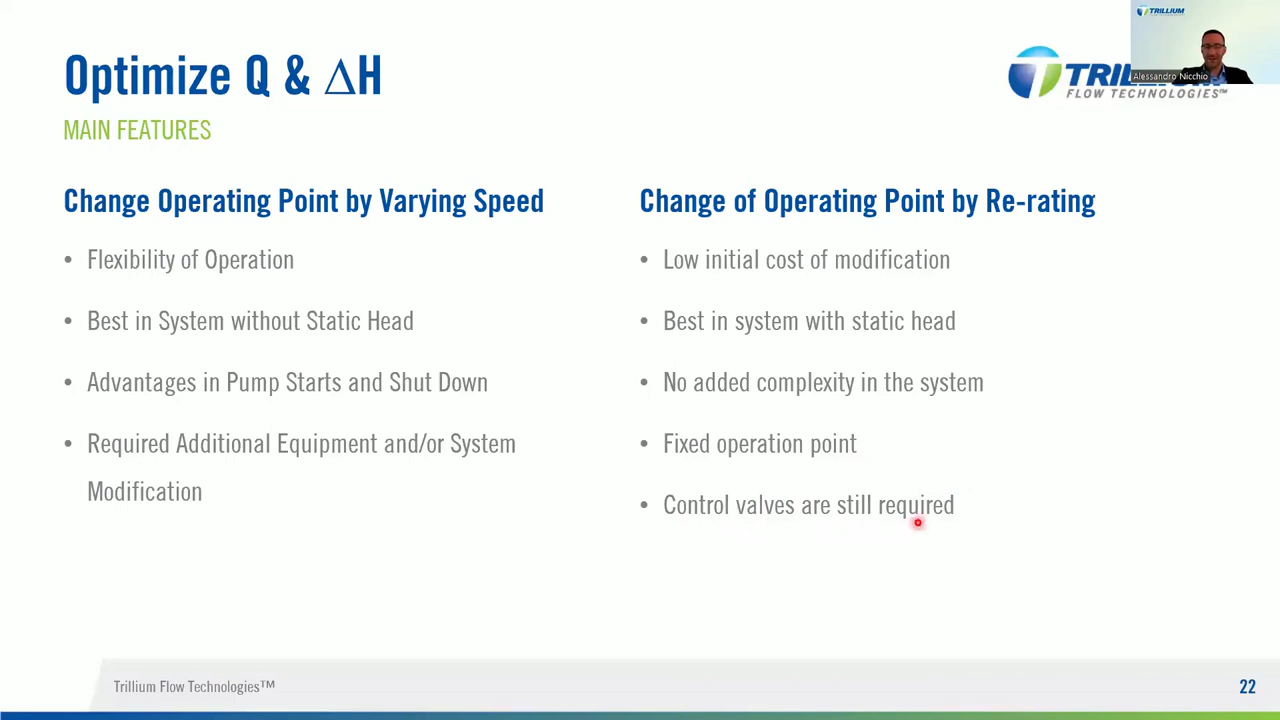 TRILLIUM
Alessandro Nicchio
Optimize Q & ΔH
TRILLIUM
FLOW TECHNOLOGIES™
MAIN FEATURES
Change Operating Point by Varying Speed
• Flexibility of Operation
• Best in System without Static Head
• Advantages in Pump Starts and Shut Down
• Required Additional Equipment and/or System
Modification
Change of Operating Point by Re-rating
• Low initial cost of modification
• Best in system with static head
• No added complexity in the system
• Fixed operation point
• Control valves are still required
Trillium Flow Technologies™
22